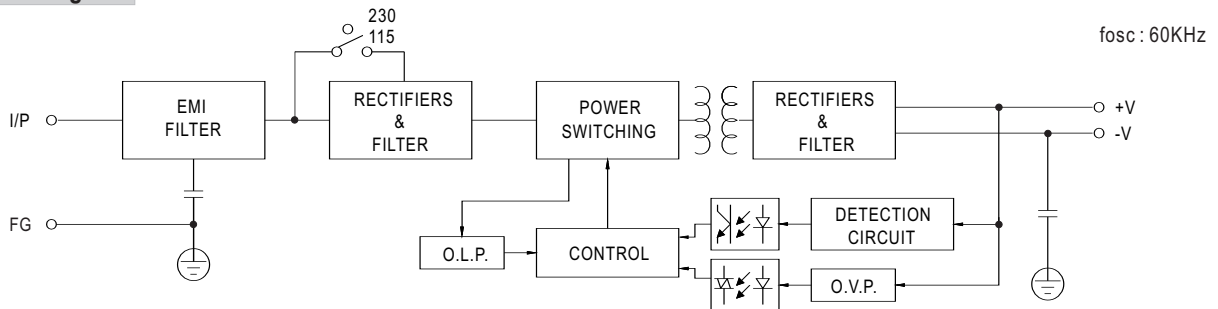 230
115
fosc : 60KHz
I/P
EMI
FILTER
RECTIFIERS
&
FILTER
POWER
SWITCHING
RECTIFIERS
&
FILTER
+V
-V
FG
O.L.P.
CONTROL
DETECTION
CIRCUIT
O.V.P.